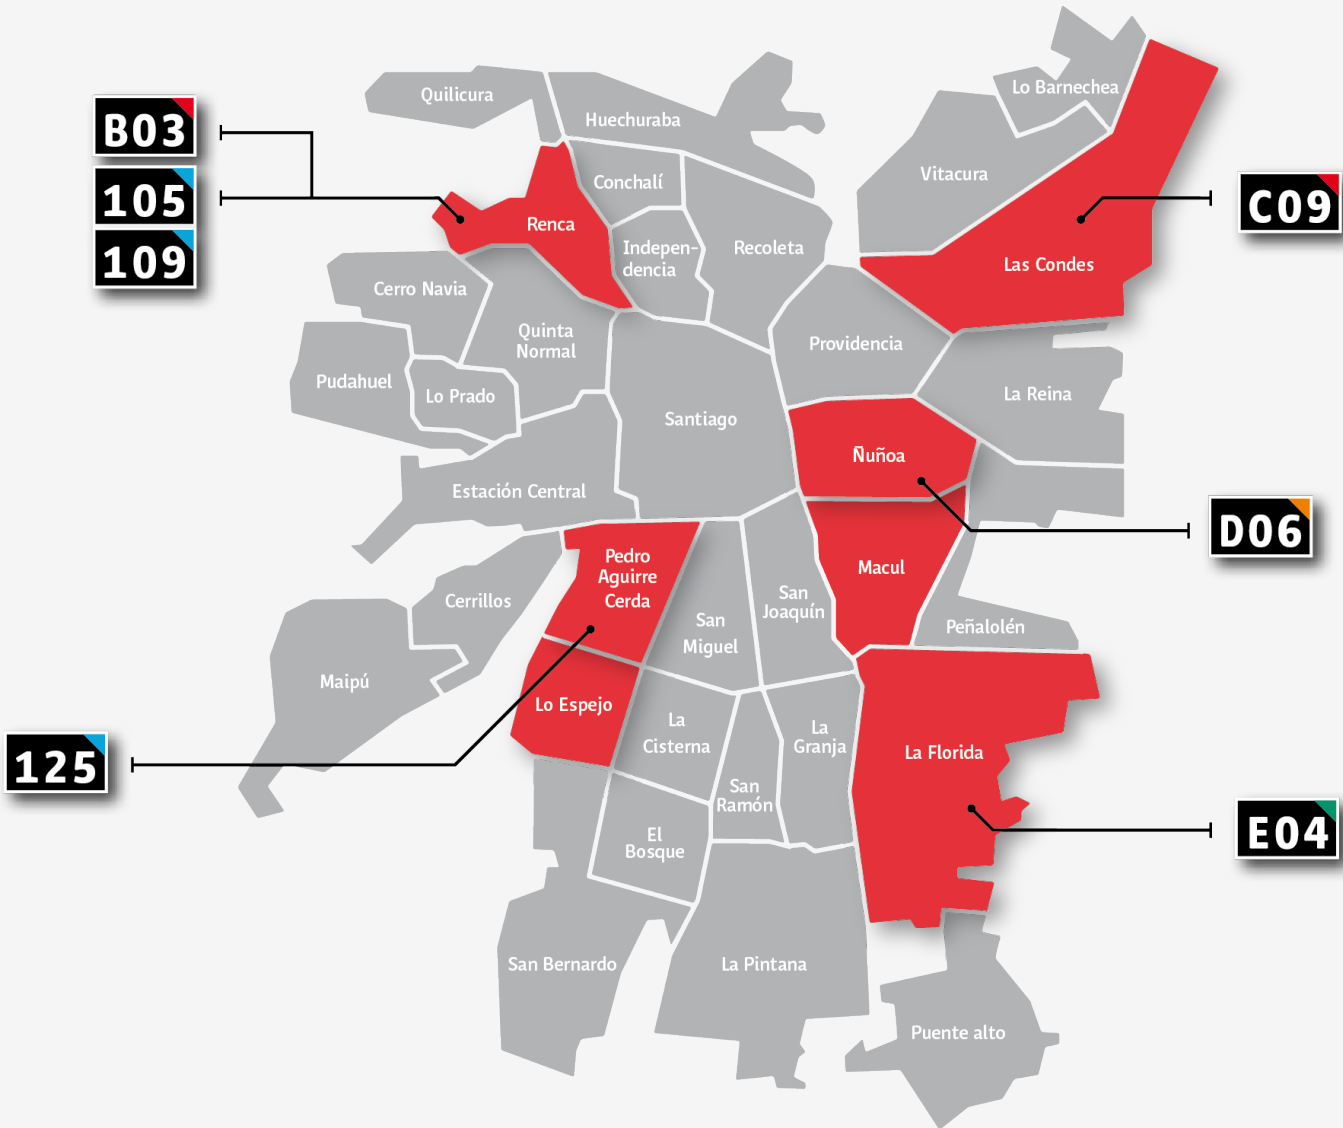 Lo Barnechea
Quilicura
Huechuraba
B03
Vitacura
Conchalí
105
C09
Renca
Indepen-
dencia
Recoleta
109
Las Condes
Cerro Navia
Quinta
Normal
Providencia
Pudahuel
Lo Prado
La Reina
Santiago
Ñuñoa
Estación Central
D06
Pedro
Aguirre
Cerda
Macul
Cerrillos
San
Joaquín
San
Miguel
Peñalolén
Maipú
Lo Espejo
La
Cisterna
La
Granja
La Florida
125
San
Ramón
El
Bosque
E04
San Bernardo
La Pintana
Puente alto